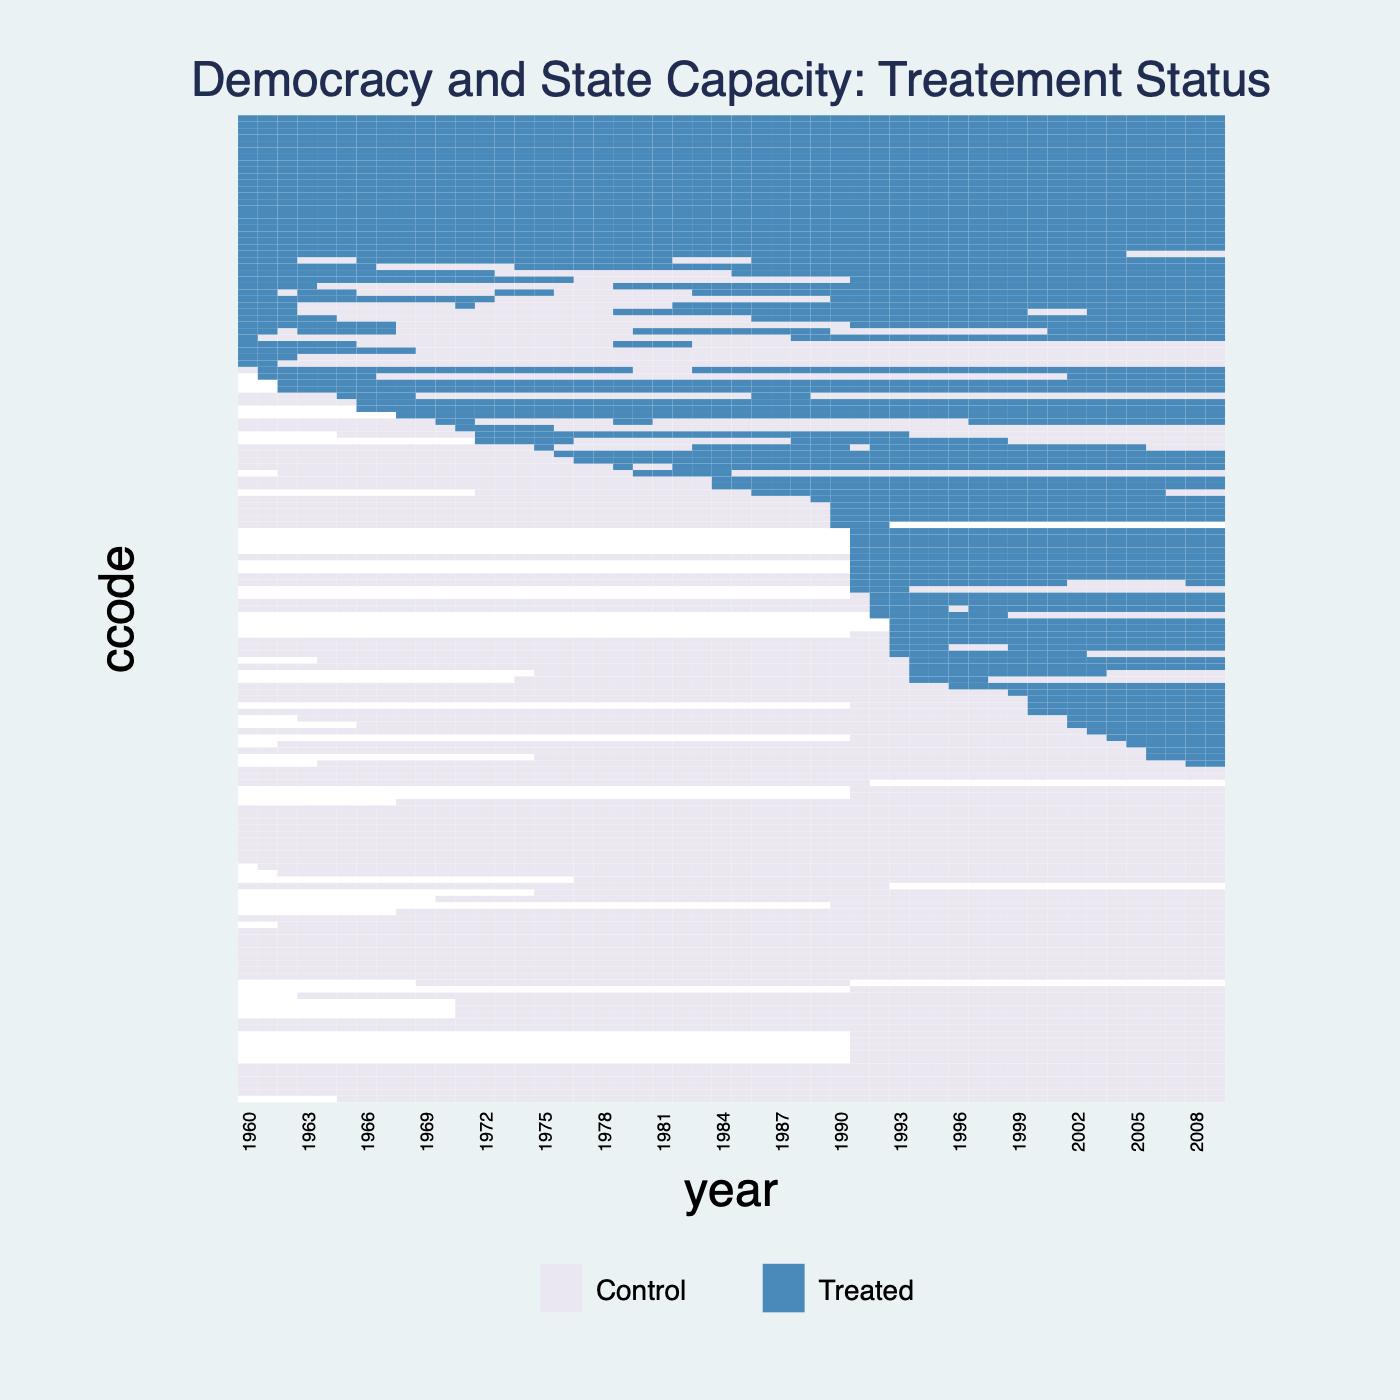 Democracy and State Capacity: Treatement Status
ccode
1960 1963 1966 1969 1972 1975 1978 1981 1984 1987 1990 1993 1996 1999 2002 2005 2008
year
Control Treated